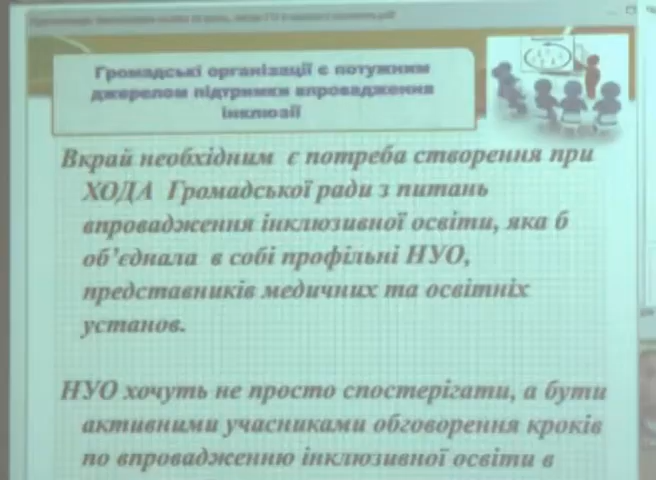 Громадські організації є потужним
джерелом підтримки впровадження
інклюзії
Вкрай необхідним є потреба створення при
ХОДА Громадської ради з питань
впровадження інклюзивної освіти, яка б
об'єднала в собі профільні НУО,
представників медичних та освітніх
установ.
НУО хочуть не просто спостерігати, а бути
активними учасниками обговорення кроків
по впровадженню інклюзивної освіти в